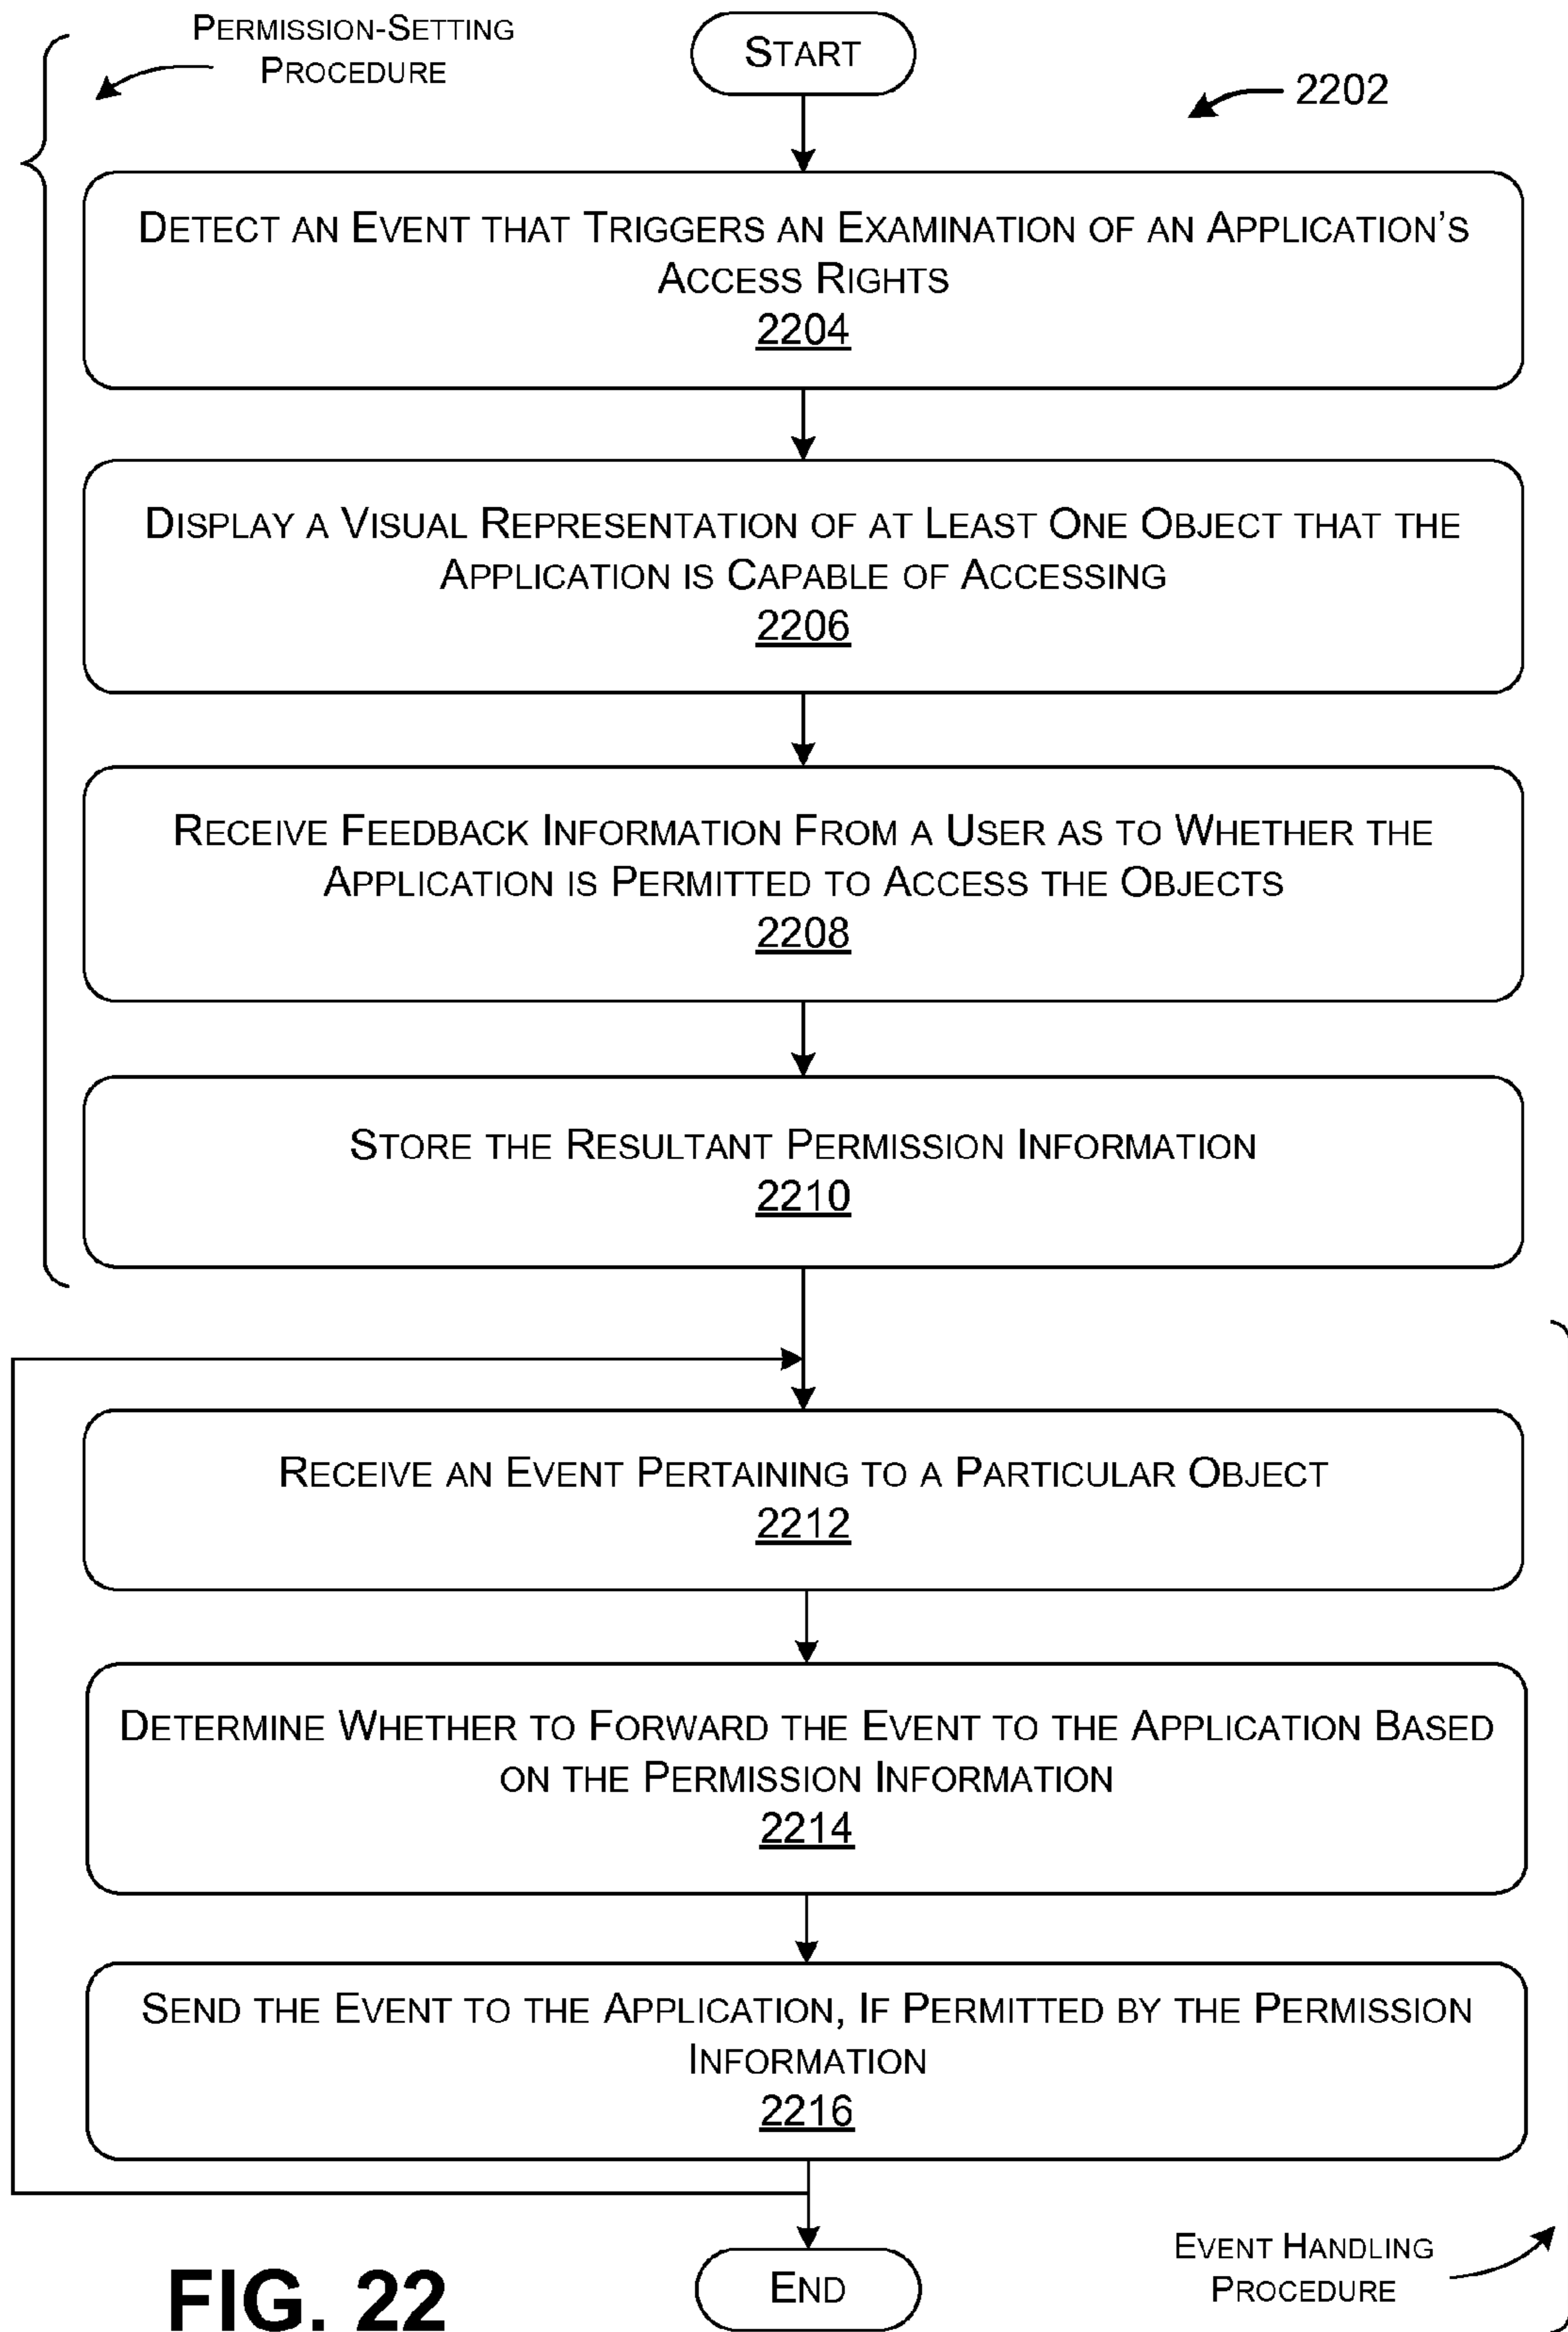 PERMISSION-SETTING
PROCEDURE
START
2202
DETECT AN EVENT THAT TRIGGERS AN EXAMINATION OF AN APPLICATION'S
ACCESS RIGHTS
2204
DISPLAY A VISUAL REPRESENTATION OF AT LEAST ONE OBJECT THAT THE
APPLICATION IS CAPABLE OF ACCESSING
2206
RECEIVE FEEDBACK INFORMATION FROM A USER AS TO WHETHER THE
APPLICATION IS PERMITTED TO ACCESS THE OBJECTS
2208
STORE THE RESULTANT PERMISSION INFORMATION
2210
RECEIVE AN EVENT PERTAINING TO A PARTICULAR OBJECT
2212
DETERMINE WHETHER TO FORWARD THE EVENT TO THE APPLICATION BASED
ON THE PERMISSION INFORMATION
2214
SEND THE EVENT TO THE APPLICATION, IF PERMITTED BY THE PERMISSION
INFORMATION
2216
EVENT HANDLING
PROCEDURE
END
FIG. 22